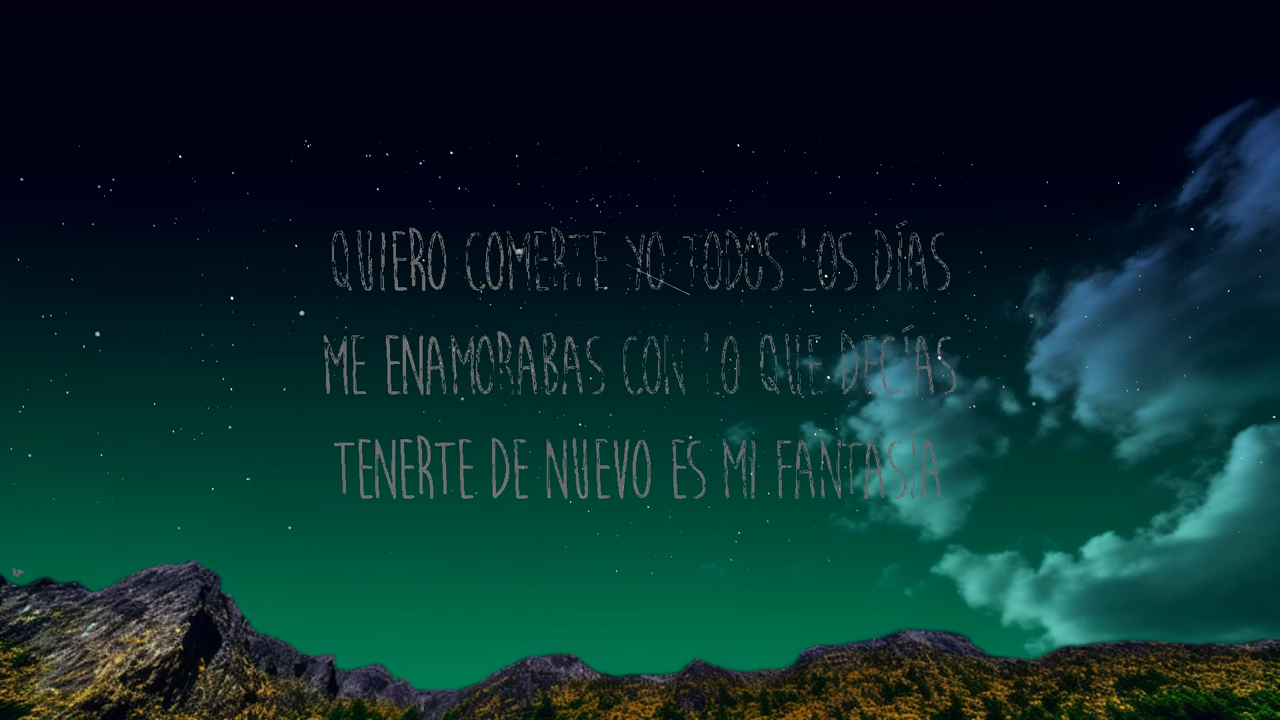 QUIERO COMERTE YO TODOS LOS DÍAS
ME ENAMORABAS CON LO QUE DECÍAS
TENERTE DE NUEVO ES MI FANTASÍA